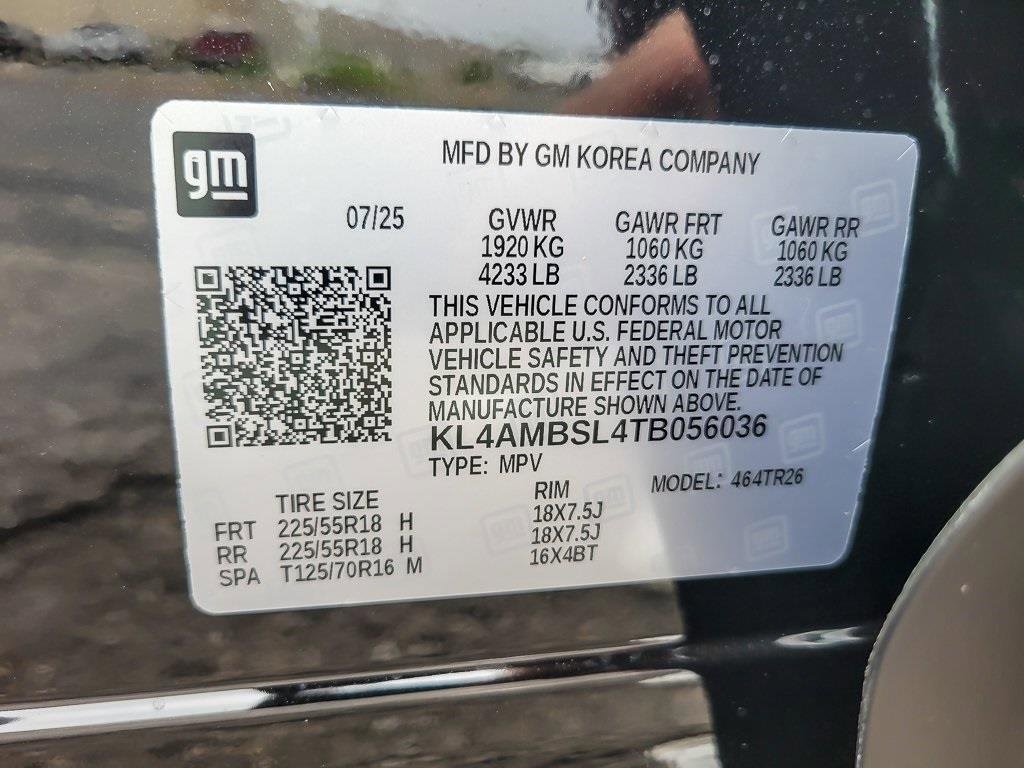 gm
MFD BY GM KOREA COMPANY
07/25
GVWR GAWR FRT GAWR RR
1920 KG 1060 KG 1060 KG
4233 LB 2336 LB 2336 LB
THIS VEHICLE CONFORMS TO ALL
APPLICABLE U.S. FEDERAL MOTOR
VEHICLE SAFETY AND THEFT PREVENTION
STANDARDS IN EFFECT ON THE DATE OF
MANUFACTURE SHOWN ABOVE.
KL4AMBSL4TB056036
TYPE: MPV MODEL: 464TR26
TIRE SIZE RIM
FRT 225/55R18 H 18X7.5J
RR 225/55R18 H 18X7.5J
SPA T125/70R16 M 16X4BT